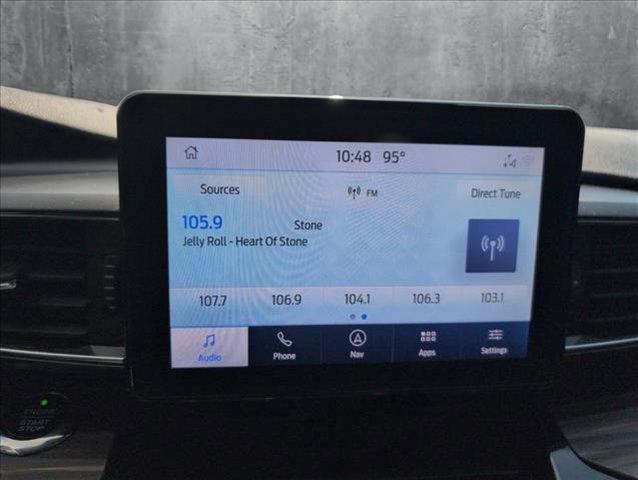 10:48 95°
Sources
FM
Direct Tune
105.9
Stone
Jelly Roll - Heart Of Stone
107.7 106.9 104.1 106.3 103.1
Audio Phone Nav Apps Settings
ENGINE
START
STOP